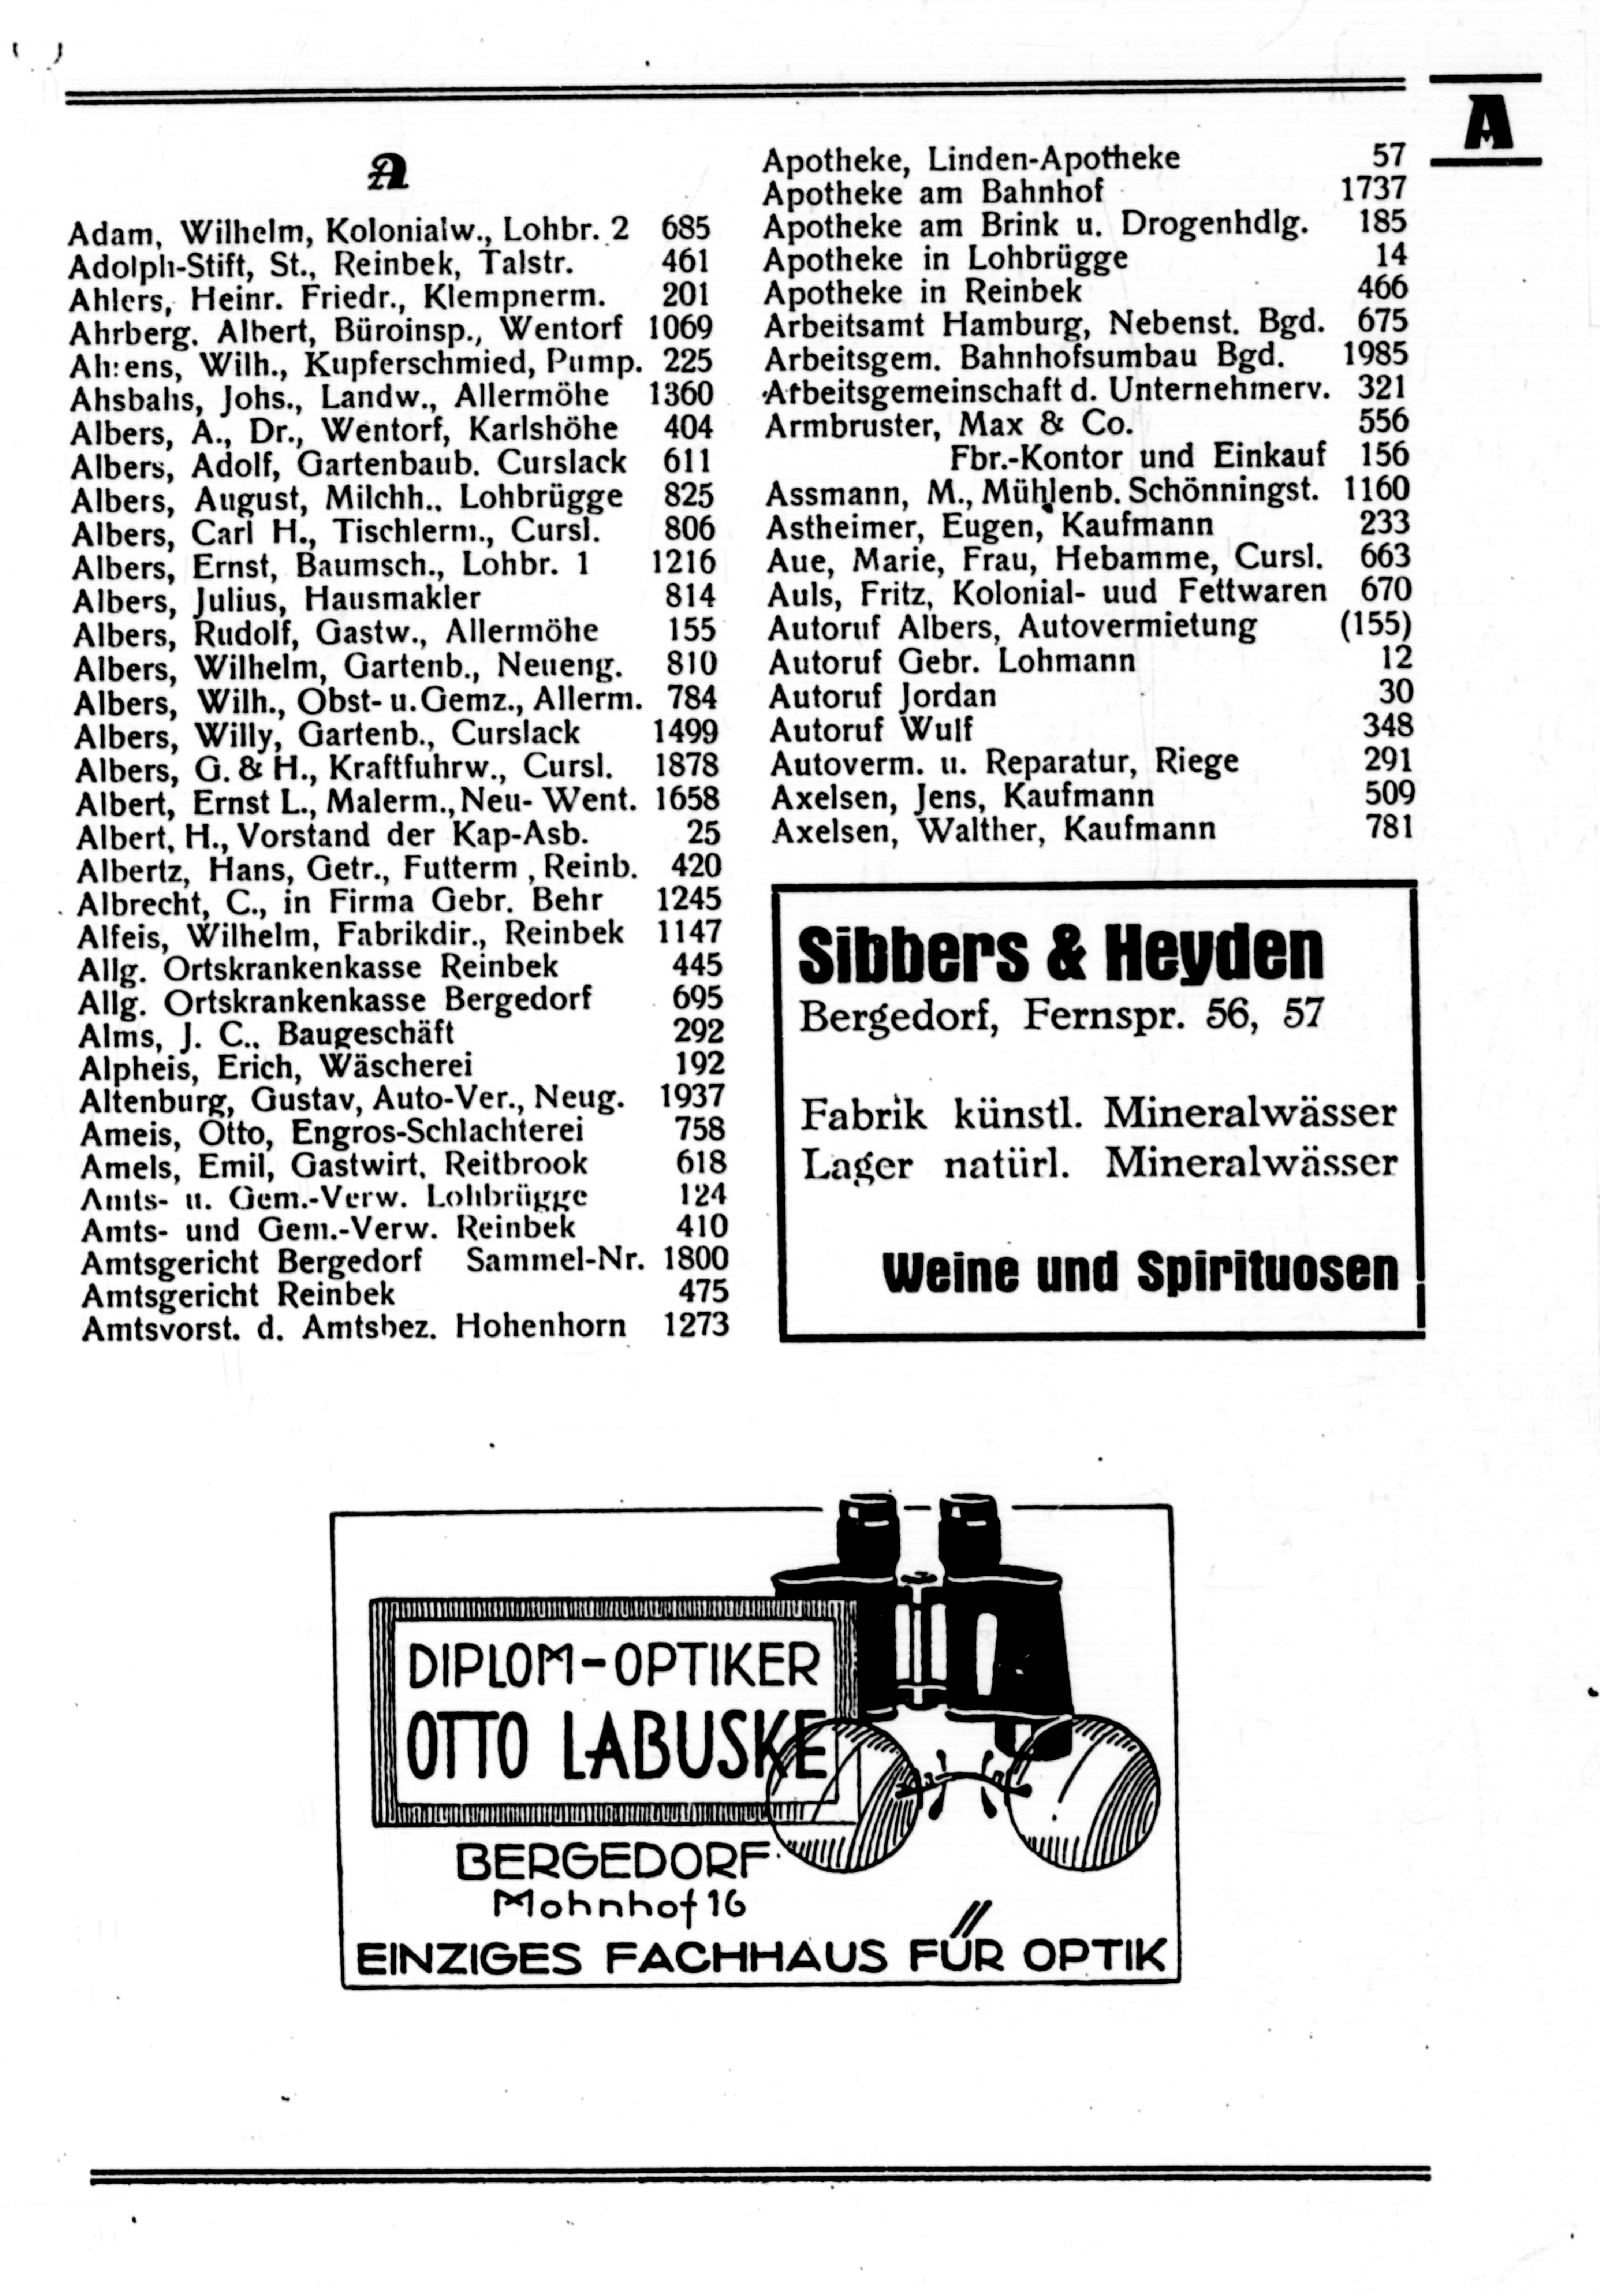 A
A
Adam, Wilhelm, Kolonialw., Lohbr. 2 685
Adolph-Stift, St., Reinbek, Talstr. 461
Ahlers, Heinr. Friedr., Klempnerm. 201
Ahrberg, Albert, Büroinsp., Wentorf 1069
Ahrens, Wilh., Kupferschmied, Pump. 225
Ahsbahs, Johs., Landw., Allermöhe 1360
Albers, A., Dr., Wentorf, Karlshöhe 404
Albers, Adolf, Gartenbaub. Curslack 611
Albers, August, Milchh., Lohbrügge 825
Albers, Carl H., Tischlerm., Cursl. 806
Albers, Ernst, Baumsch., Lohbr. 1 1216
Albers, Julius, Hausmakler 814
Albers, Rudolf, Gastw., Allermöhe 155
Albers, Wilhelm, Gartenb., Neueng. 810
Albers, Wilh., Obst- u. Gemz., Allerm. 784
Albers, Willy, Gartenb., Curslack 1499
Albers, G. & H., Kraftfuhrw., Cursl. 1878
Albert, Ernst L., Malerm., Neu-Went. 1658
Albert, H., Vorstand der Kap-Asb. 25
Albertz, Hans, Getr., Futterm , Reinb. 420
Albrecht, C., in Firma Gebr. Behr 1245
Alfeis, Wilhelm, Fabrikdir., Reinbek 1147
Allg. Ortskrankenkasse Reinbek 445
Allg. Ortskrankenkasse Bergedorf 695
Alms, J. C., Baugeschäft 292
Alpheis, Erich, Wäscherei 192
Altenburg, Gustav, Auto-Ver., Neug. 1937
Ameis, Otto, Engros-Schlachterei 758
Amels, Emil, Gastwirt, Reitbrook 618
Amts- u. Gem.-Verw. Lohbrügge 124
Amts- und Gem.-Verw. Reinbek 410
Amtsgericht Bergedorf Sammel-Nr. 1800
Amtsgericht Reinbek 475
Amtsvorst. d. Amtsbez. Hohenhorn 1273
Apotheke, Linden-Apotheke 57
Apotheke am Bahnhof 1737
Apotheke am Brink u. Drogenhdlg. 185
Apotheke in Lohbrügge 14
Apotheke in Reinbek 466
Arbeitsamt Hamburg, Nebenst. Bgd. 675
Arbeitsgem. Bahnhofsumbau Bgd. 1985
Arbeitsgemeinschaft d. Unternehmerv. 321
Armbruster, Max & Co. 556
Fbr.-Kontor und Einkauf 156
Assmann, M., Mühlenb. Schönningst. 1160
Astheimer, Eugen, Kaufmann 233
Aue, Marie, Frau, Hebamme, Cursl. 663
Auls, Fritz, Kolonial- uud Fettwaren 670
Autoruf Albers, Autovermietung (155)
Autoruf Gebr. Lohmann 12
Autoruf Jordan 30
Autoruf Wulf 348
Autoverm. u. Reparatur, Riege 291
Axelsen, Jens, Kaufmann 509
Axelsen, Walther, Kaufmann 781
Sibbers & Heyden
Bergedorf, Fernspr. 56, 57
Fabrik künstl. Mineralwässer
Lager natürl. Mineralwässer
Weine und Spirituosen
DIPLOM-OPTIKER
OTTO LABUSKE
BERGEDORF
Mohnhof 16
EINZIGES FACHHAUS FÜR OPTIK